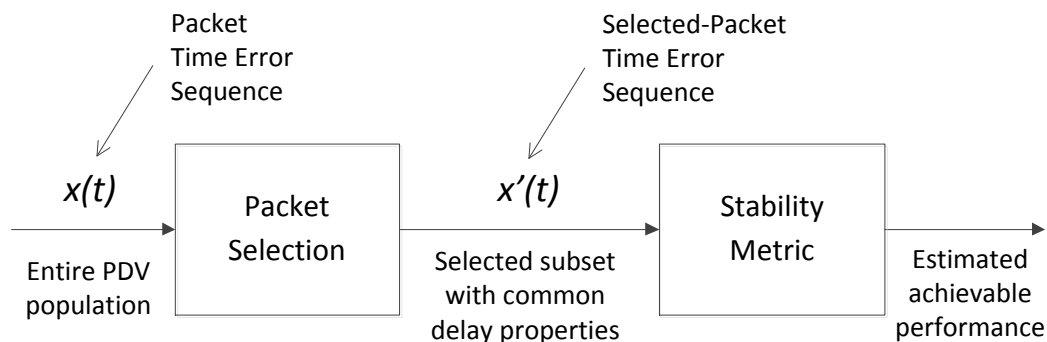 Packet
Time Error
Sequence
Selected-Packet
Time Error
Sequence
x(t)
Packet
Selection
x’(t)
Stability
Metric
Entire PDV
population
Selected subset
with common
delay properties
Estimated
achievable
performance